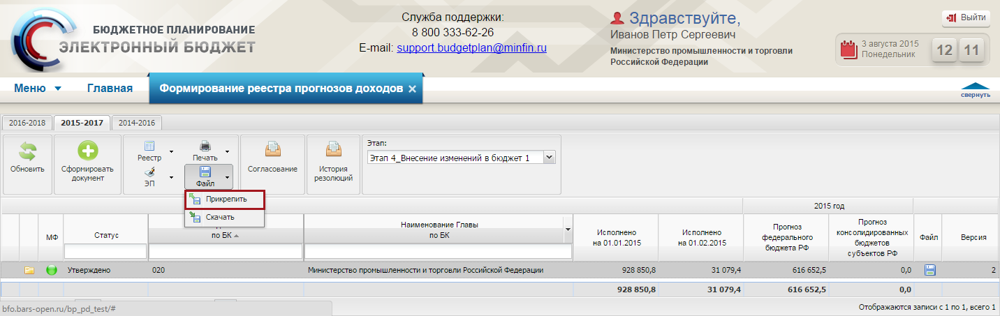 БЮДЖЕТНОЕ ПЛАНИРОВАНИЕ
ЭЛЕКТРОННЫЙ БЮДЖЕТ
Служба поддержки:
8 800 333-62-26
E-mail: support.budgetplan@minfin.ru
Здравствуйте,
Иванов Петр Сергеевич
Министерство промышленности и торговли
Российской Федерации
Выйти
3 августа 2015
Понедельник
12 11
Меню Главная Формирование реестра прогнозов доходов
свернуть
2016-2018 2015-2017 2014-2016
Обновить
Сформировать
документ
Реестр
Печать
ЭП
Файл
Согласование
История
резолюций
Этап:
Этап 4_Внесение изменений в бюджет 1
Прикрепить
Скачать
2015 год
МФ
Статус
по БК
Наименование Главы
по БК
Исполнено
на 01.01.2015
Исполнено
на 01.02.2015
Прогноз
федерального
бюджета РФ
Прогноз
консолидированных
бюджетов
субъектов РФ
Файл
Версия
Утверждено 020 Министерство промышленности и торговли Российской Федерации 928 850,8 31 079,4 616 652,5 0,0 2
928 850,8 31 079,4 616 652,5 0,0
bfo.bars-open.ru/bp_pd_test/#
Отображаются записи с 1 по 1, всего 1